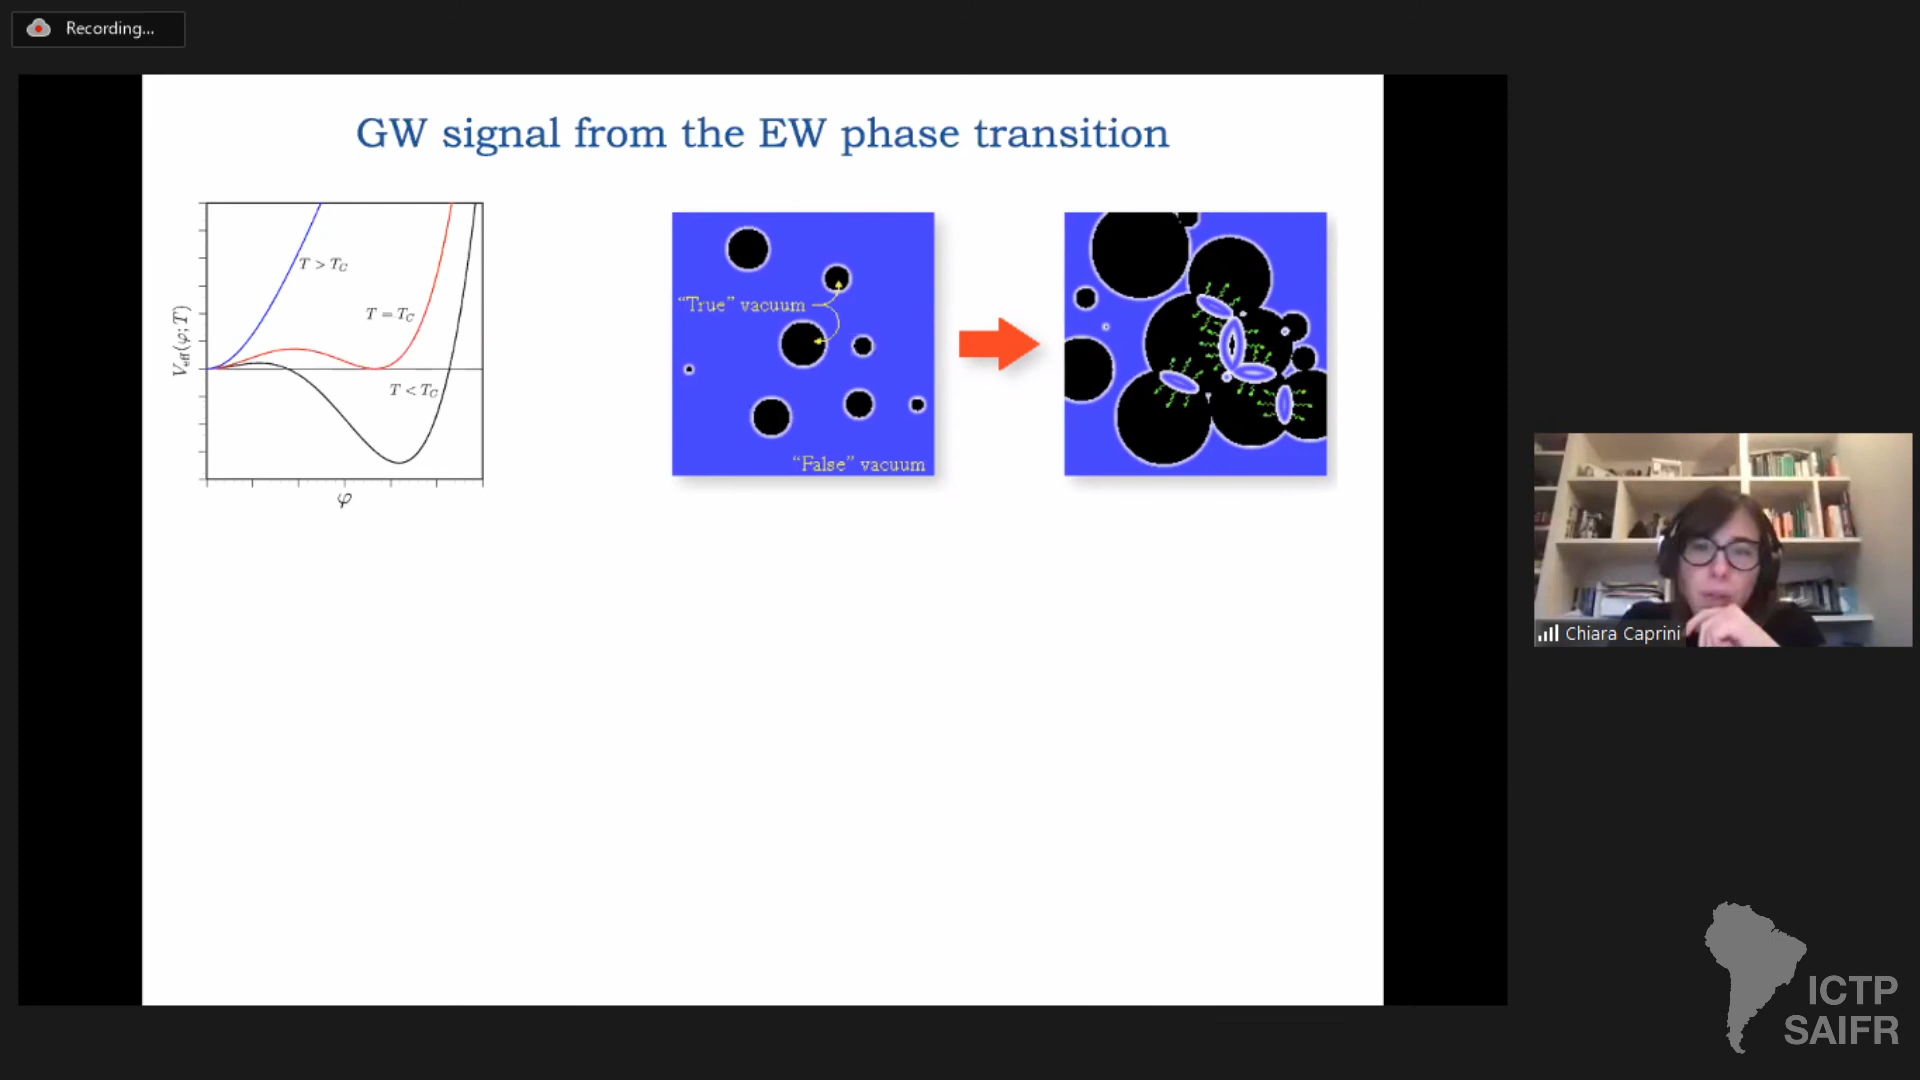 Recording...
GW signal from the EW phase transition
T > T_C
T = T_C
T < T_C
V_eff(φ; T)
φ
“True” vacuum
“False” vacuum
Chiara Caprini
ICTP
SAIFR